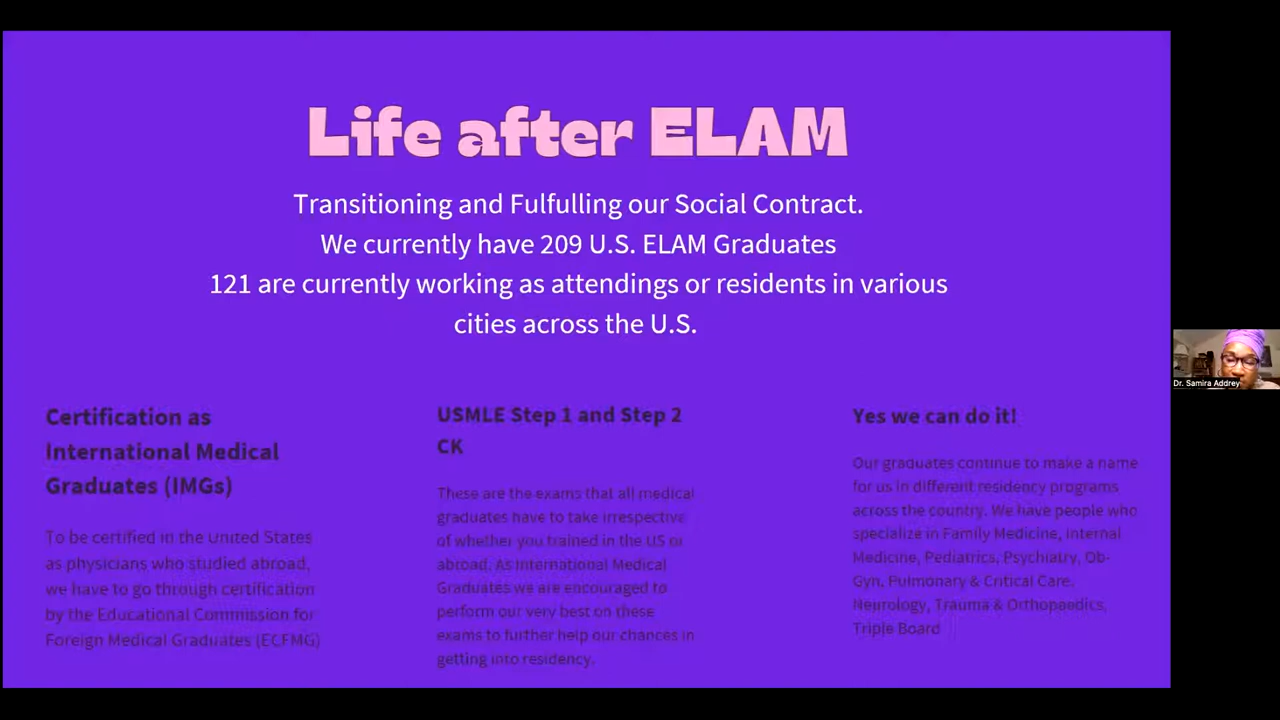 Life after ELAM
Transitioning and Fulfulling our Social Contract.
We currently have 209 U.S. ELAM Graduates
121 are currently working as attendings or residents in various
cities across the U.S.
Certification as
International Medical
Graduates (IMGs)
To be certified in the United States
as physicians who studied abroad,
we have to go through certification
by the Educational Commission for
Foreign Medical Graduates (ECFMG)
USMLE Step 1 and Step 2
CK
These are the exams that all medical
graduates have to take irrespective
of whether you trained in the US or
abroad. As International Medical
Graduates we are encouraged to
perform our very best on these
exams to further help our chances in
getting into residency.
Yes we can do it!
Our graduates continue to make a name
for us in different residency programs
across the country. We have people who
specialize in Family Medicine, Internal
Medicine, Pediatrics, Psychiatry, Ob-
Gyn, Pulmonary & Critical Care,
Neurology, Trauma & Orthopaedics,
Triple Board
Dr. Samira Addrey